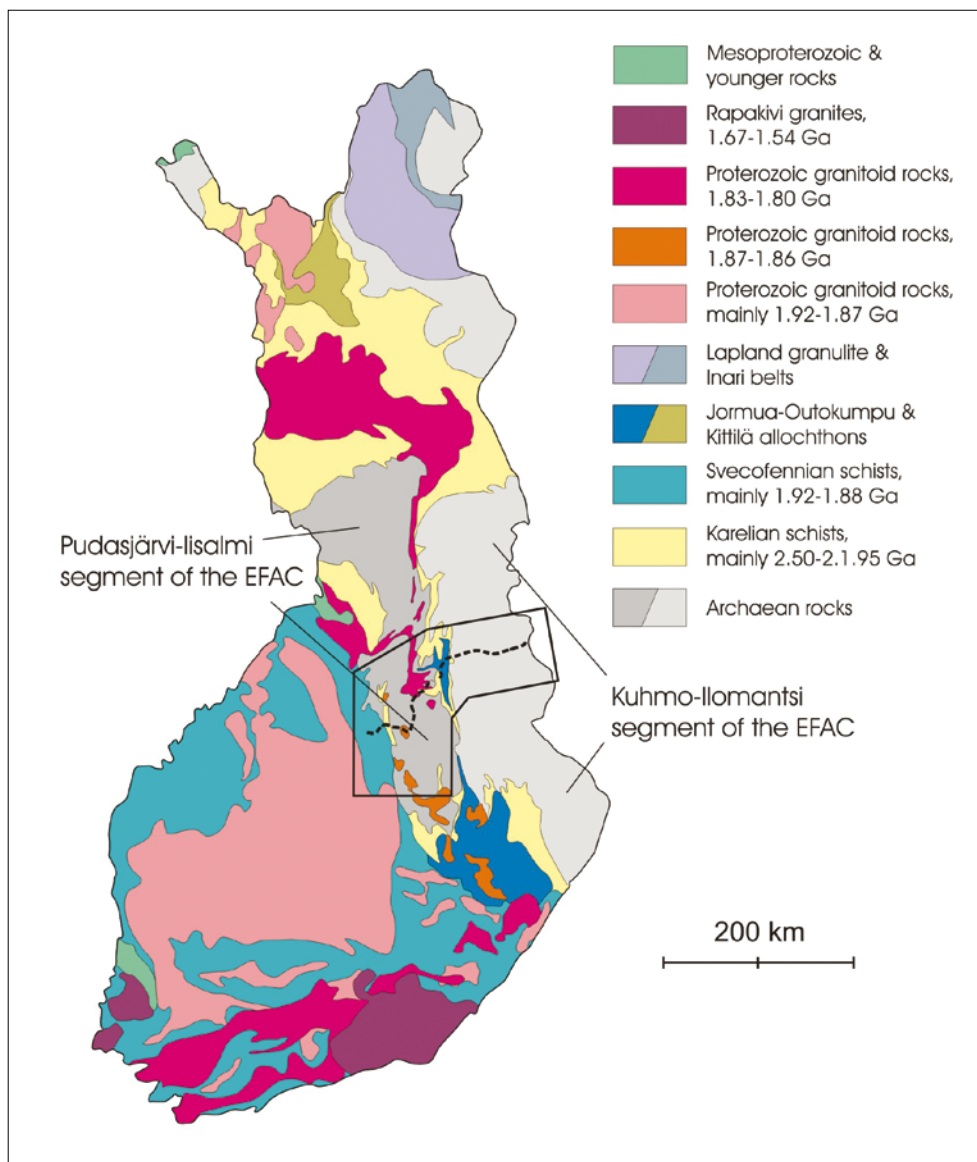 Mesoproterozoic &
younger rocks
Rapakivi granites,
1.67-1.54 Ga
Proterozoic granitoid rocks,
1.83-1.80 Ga
Proterozoic granitoid rocks,
1.87-1.86 Ga
Proterozoic granitoid rocks,
mainly 1.92-1.87 Ga
Lapland granulite &
Inari belts
Jormua-Outokumpu &
Kittilä allochthons
Svecofennian schists,
mainly 1.92-1.88 Ga
Karelian schists,
mainly 2.50-2.1.95 Ga
Archaean rocks
Pudasjärvi-Iisalmi
segment of the EFAC
Kuhmo-Ilomantsi
segment of the EFAC
200 km